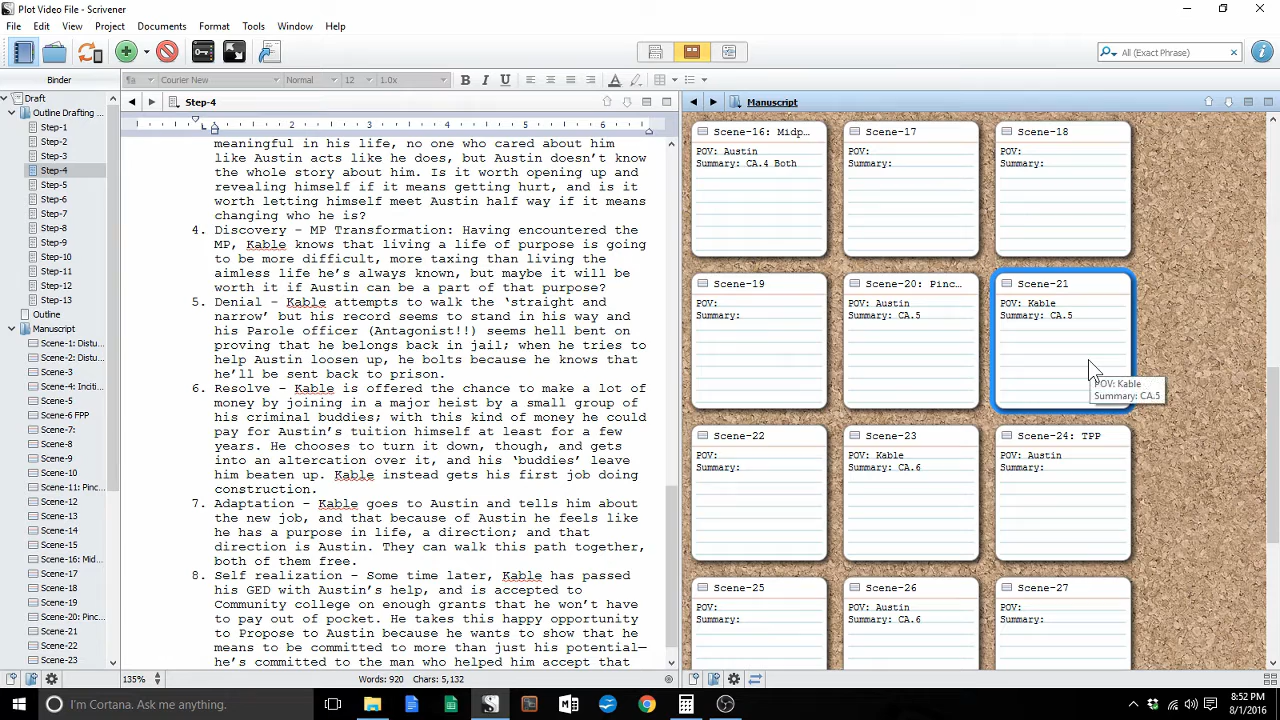 Plot Video File - Scrivener
File Edit View Project Documents Format Tools Window Help
All (Exact Phrase)
Binder
Courier New Normal 12 1.0x B I U A
Draft
Outline Drafting ...
Step-1
Step-2
Step-3
Step-4
Step-5
Step-6
Step-7
Step-8
Step-9
Step-10
Step-11
Step-12
Step-13
Outline
Manuscript
Scene-1: Distu...
Scene-2: Distu...
Scene-3
Scene-4: Inciti...
Scene-5
Scene-6 FPP
Scene-7:
Scene-8
Scene-9
Scene-10
Scene-11: Pinc...
Scene-12
Scene-13
Scene-14
Scene-15
Scene-16: Mid...
Scene-17
Scene-18
Scene-19
Scene-20: Pinc...
Scene-21
Scene-22
Scene-23
Step-4
2 3 4 5 6
meaningful in his life, no one who cared about him
like Austin acts like he does, but Austin doesn't know
the whole story about him. Is it worth opening up and
revealing himself if it means getting hurt, and is it
worth letting himself meet Austin half way if it means
changing who he is?
4. Discovery – MP Transformation: Having encountered the
MP, Kable knows that living a life of purpose is going
to be more difficult, more taxing than living the
aimless life he's always known, but maybe it will be
worth it if Austin can be a part of that purpose?
5. Denial – Kable attempts to walk the 'straight and
narrow' but his record seems to stand in his way and
his Parole officer (Antagonist!!) seems hell bent on
proving that he belongs back in jail; when he tries to
help Austin loosen up, he bolts because he knows that
he'll be sent back to prison.
6. Resolve – Kable is offered the chance to make a lot of
money by joining in a major heist by a small group of
his criminal buddies; with this kind of money he could
pay for Austin's tuition himself at least for a few
years. He chooses to turn it down, though, and gets
into an altercation over it, and his 'buddies' leave
him beaten up. Kable instead gets his first job doing
construction.
7. Adaptation – Kable goes to Austin and tells him about
the new job, and that because of Austin he feels like
he has a purpose in life, a direction; and that
direction is Austin. They can walk this path together,
both of them free.
8. Self realization – Some time later, Kable has passed
his GED with Austin's help, and is accepted to
Community college on enough grants that he won't have
to pay out of pocket. He takes this happy opportunity
to Propose to Austin because he wants to show that he
means to be committed to more than just his potential—
he's committed to the man who helped him accept that
135%
Words: 920 Chars: 5,132
Manuscript
Scene-16: Midp...
POV: Austin
Summary: CA.4 Both
Scene-17
POV:
Summary:
Scene-18
POV:
Summary:
Scene-19
POV:
Summary:
Scene-20: Pinc...
POV: Austin
Summary: CA.5
Scene-21
POV: Kable
Summary: CA.5
POV: Kable
Summary: CA.5
Scene-22
POV:
Summary:
Scene-23
POV: Kable
Summary: CA.6
Scene-24: TPP
POV: Austin
Summary:
Scene-25
Scene-26
POV: Austin
Summary: CA.6
Scene-27
POV:
Summary:
I'm Cortana. Ask me anything.
8:52 PM
8/1/2016